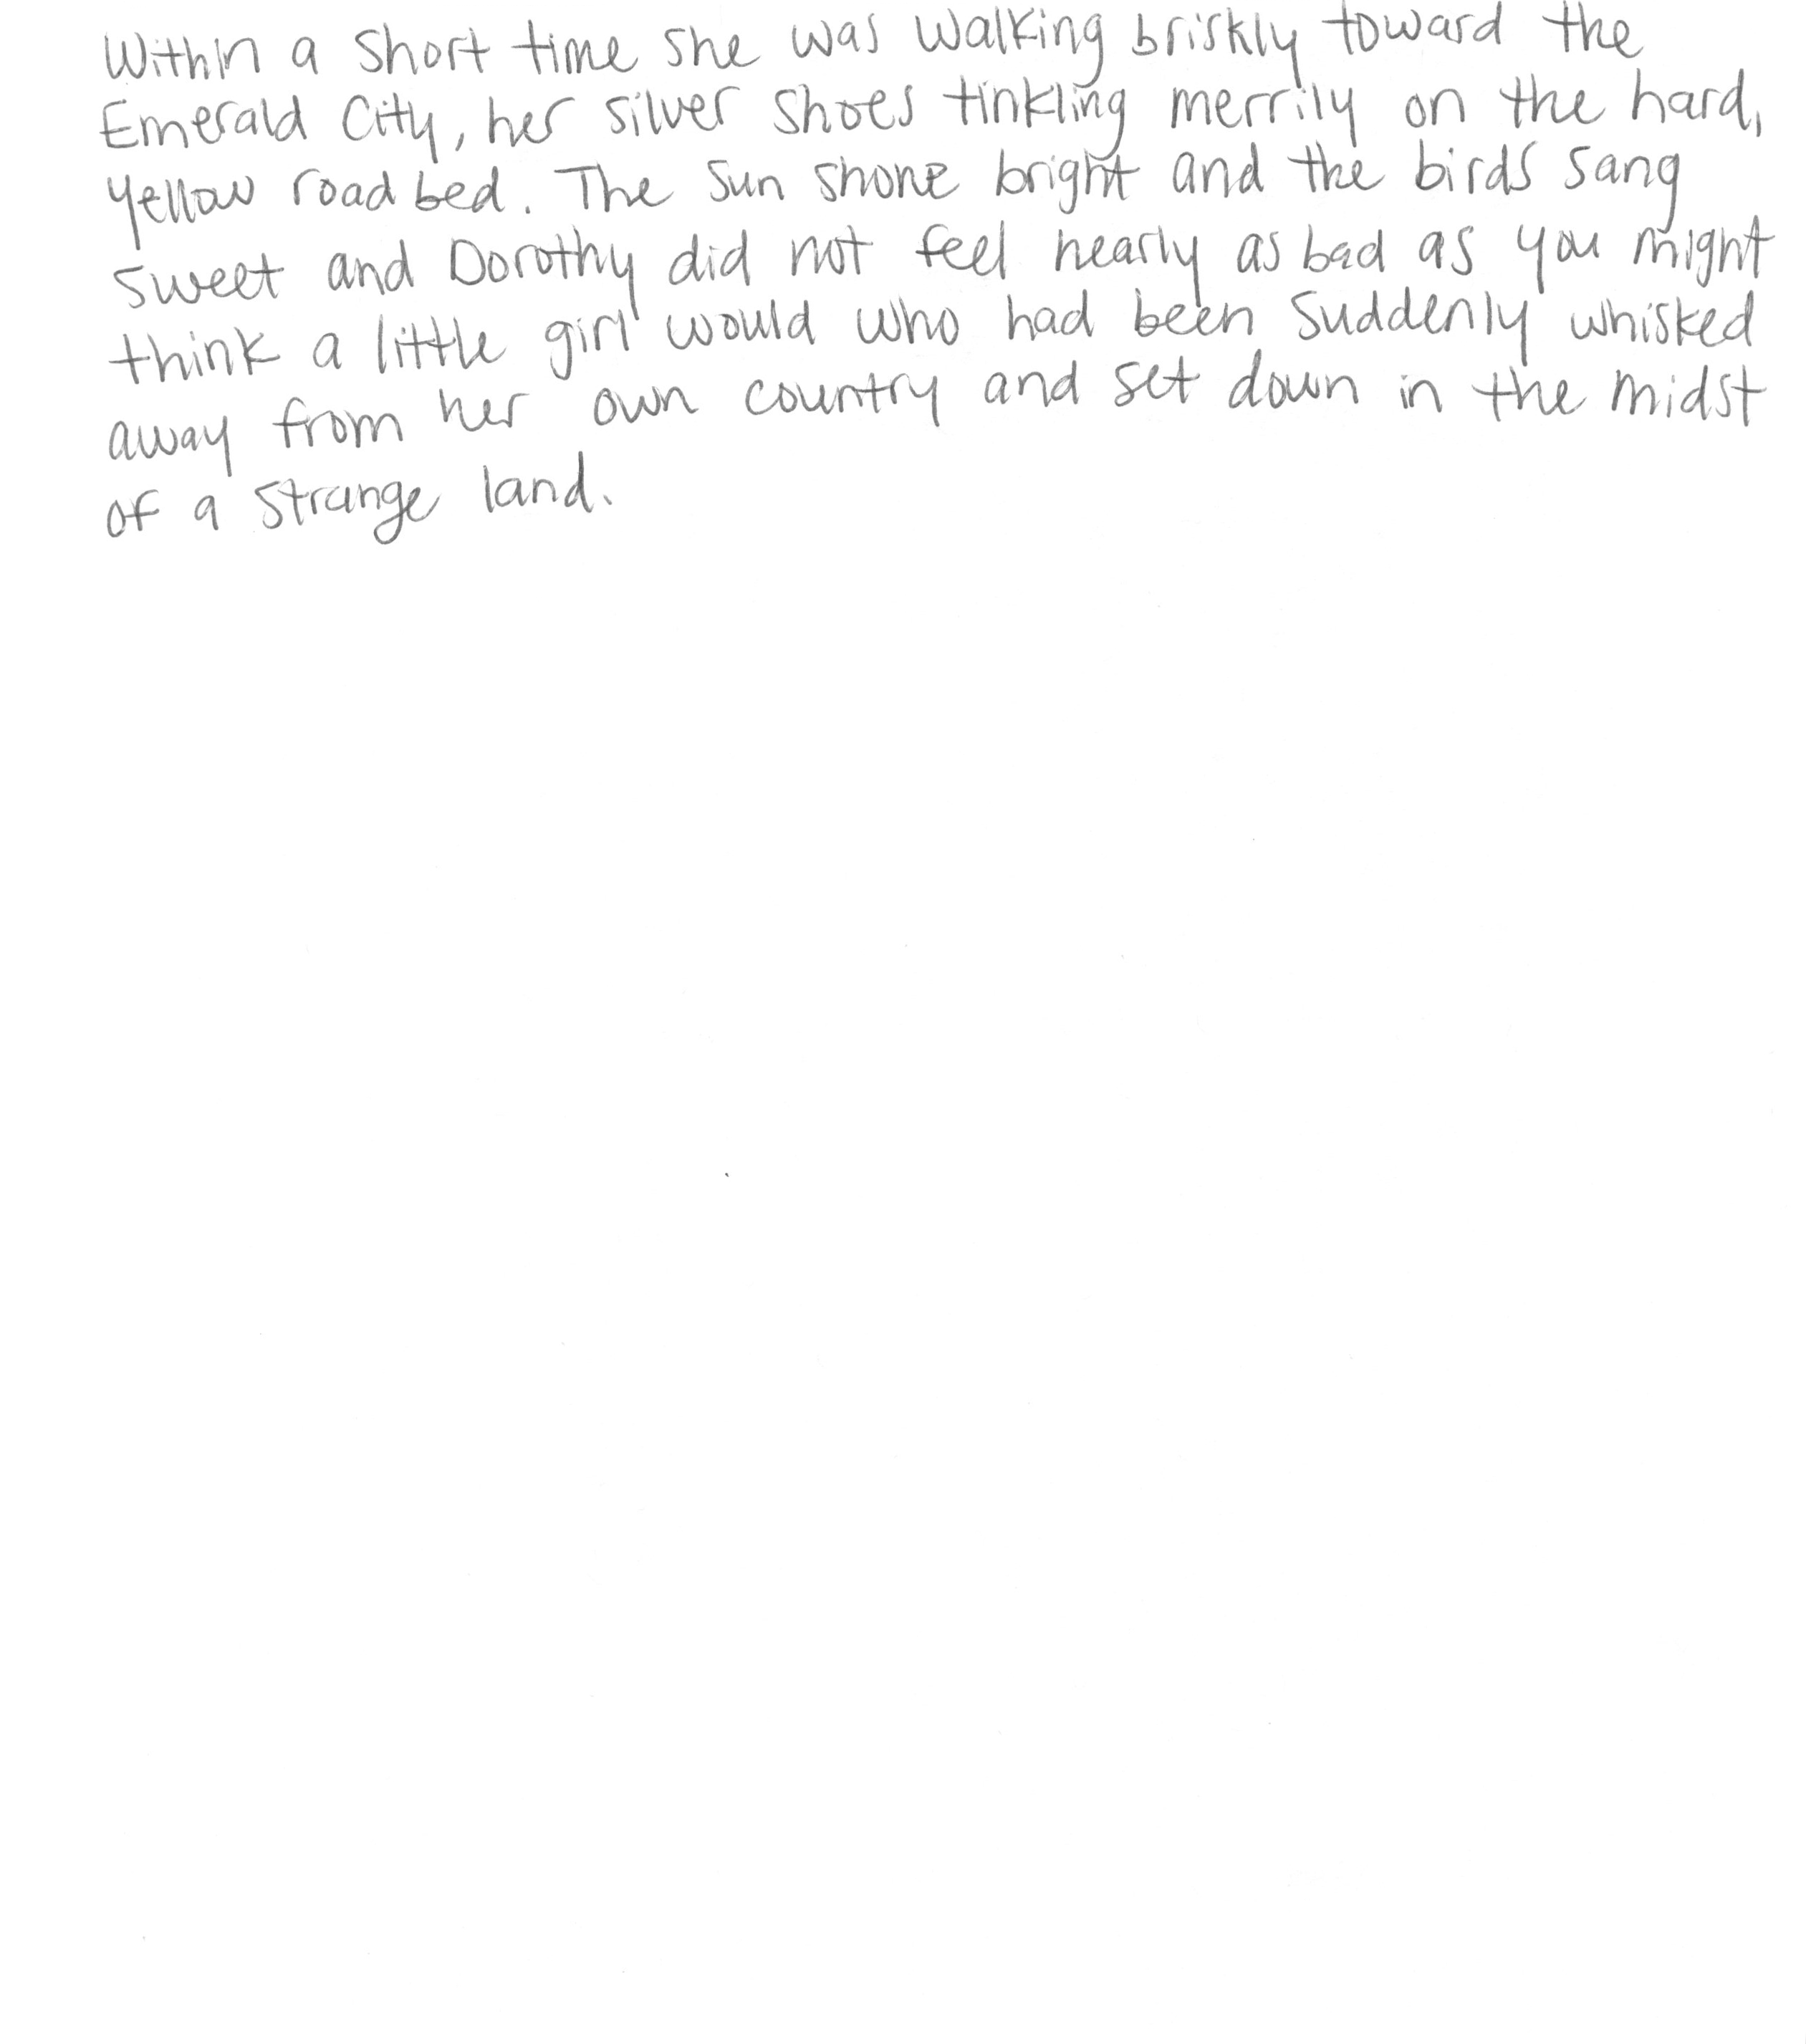 Within a short time she was walking briskly toward the
Emerald City, her silver shoes tinkling merrily on the hard,
yellow road bed. The sun shone bright and the birds sang
sweet and Dorothy did not feel nearly as bad as you might
think a little girl would who had been suddenly whisked
away from her own country and set down in the midst
of a strange land.